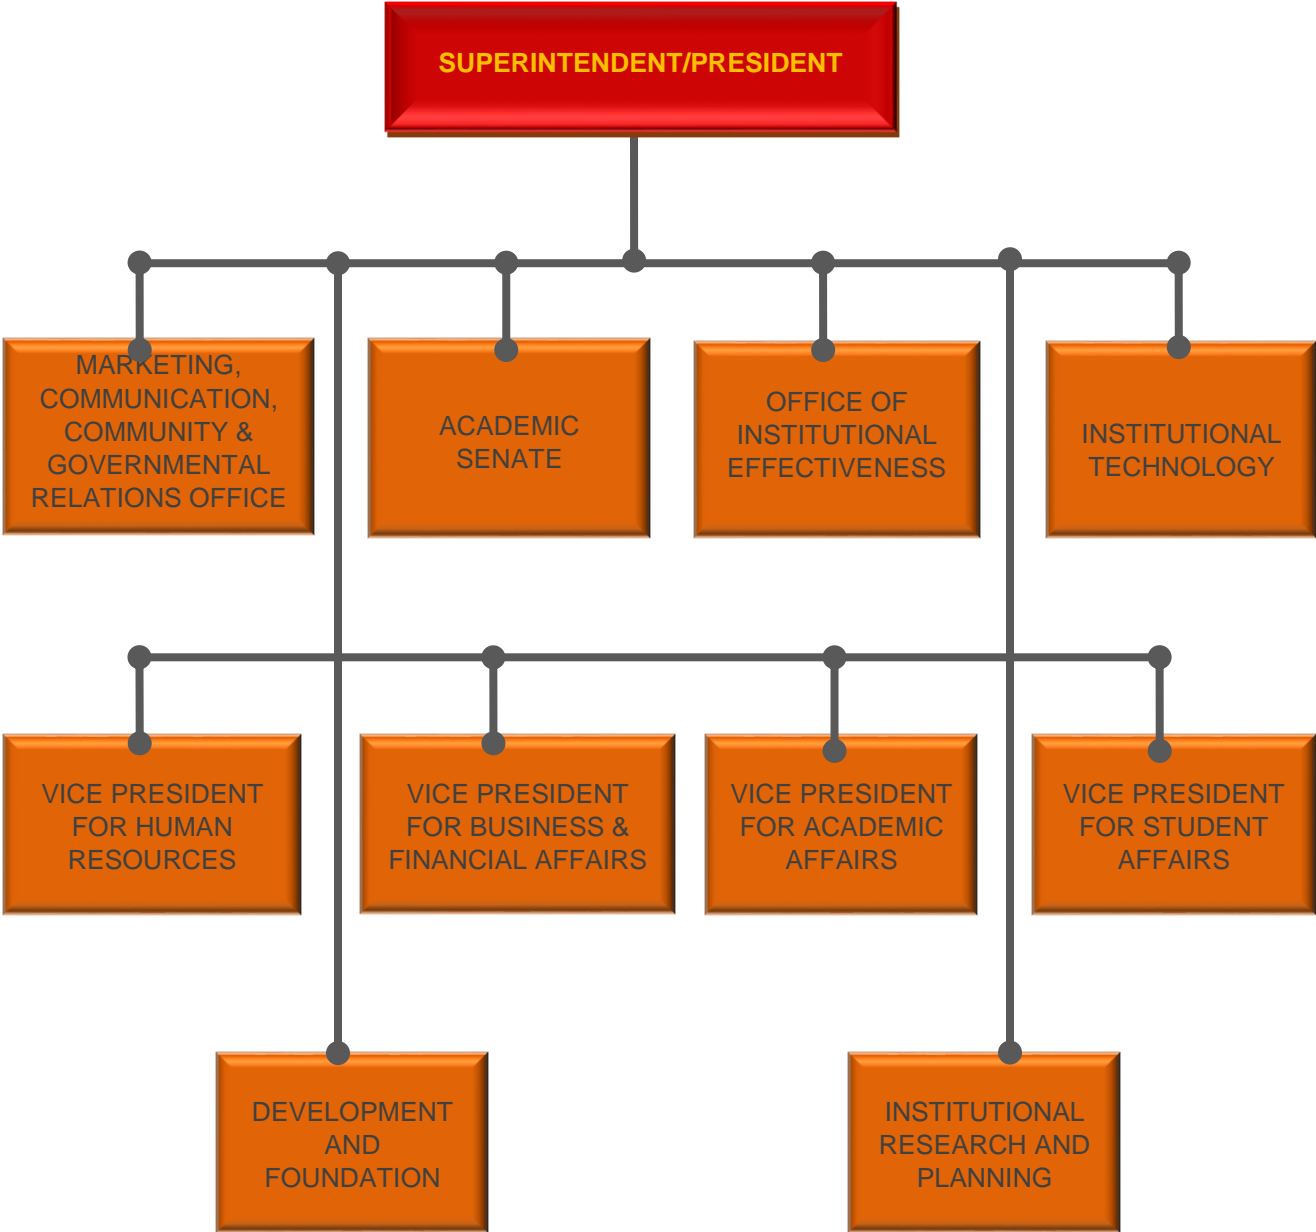 SUPERINTENDENT/PRESIDENT
MARKETING,
COMMUNICATION,
COMMUNITY &
GOVERNMENTAL
RELATIONS OFFICE
ACADEMIC
SENATE
OFFICE OF
INSTITUTIONAL
EFFECTIVENESS
INSTITUTIONAL
TECHNOLOGY
VICE PRESIDENT
FOR HUMAN
RESOURCES
VICE PRESIDENT
FOR BUSINESS &
FINANCIAL AFFAIRS
VICE PRESIDENT
FOR ACADEMIC
AFFAIRS
VICE PRESIDENT
FOR STUDENT
AFFAIRS
DEVELOPMENT
AND
FOUNDATION
INSTITUTIONAL
RESEARCH AND
PLANNING